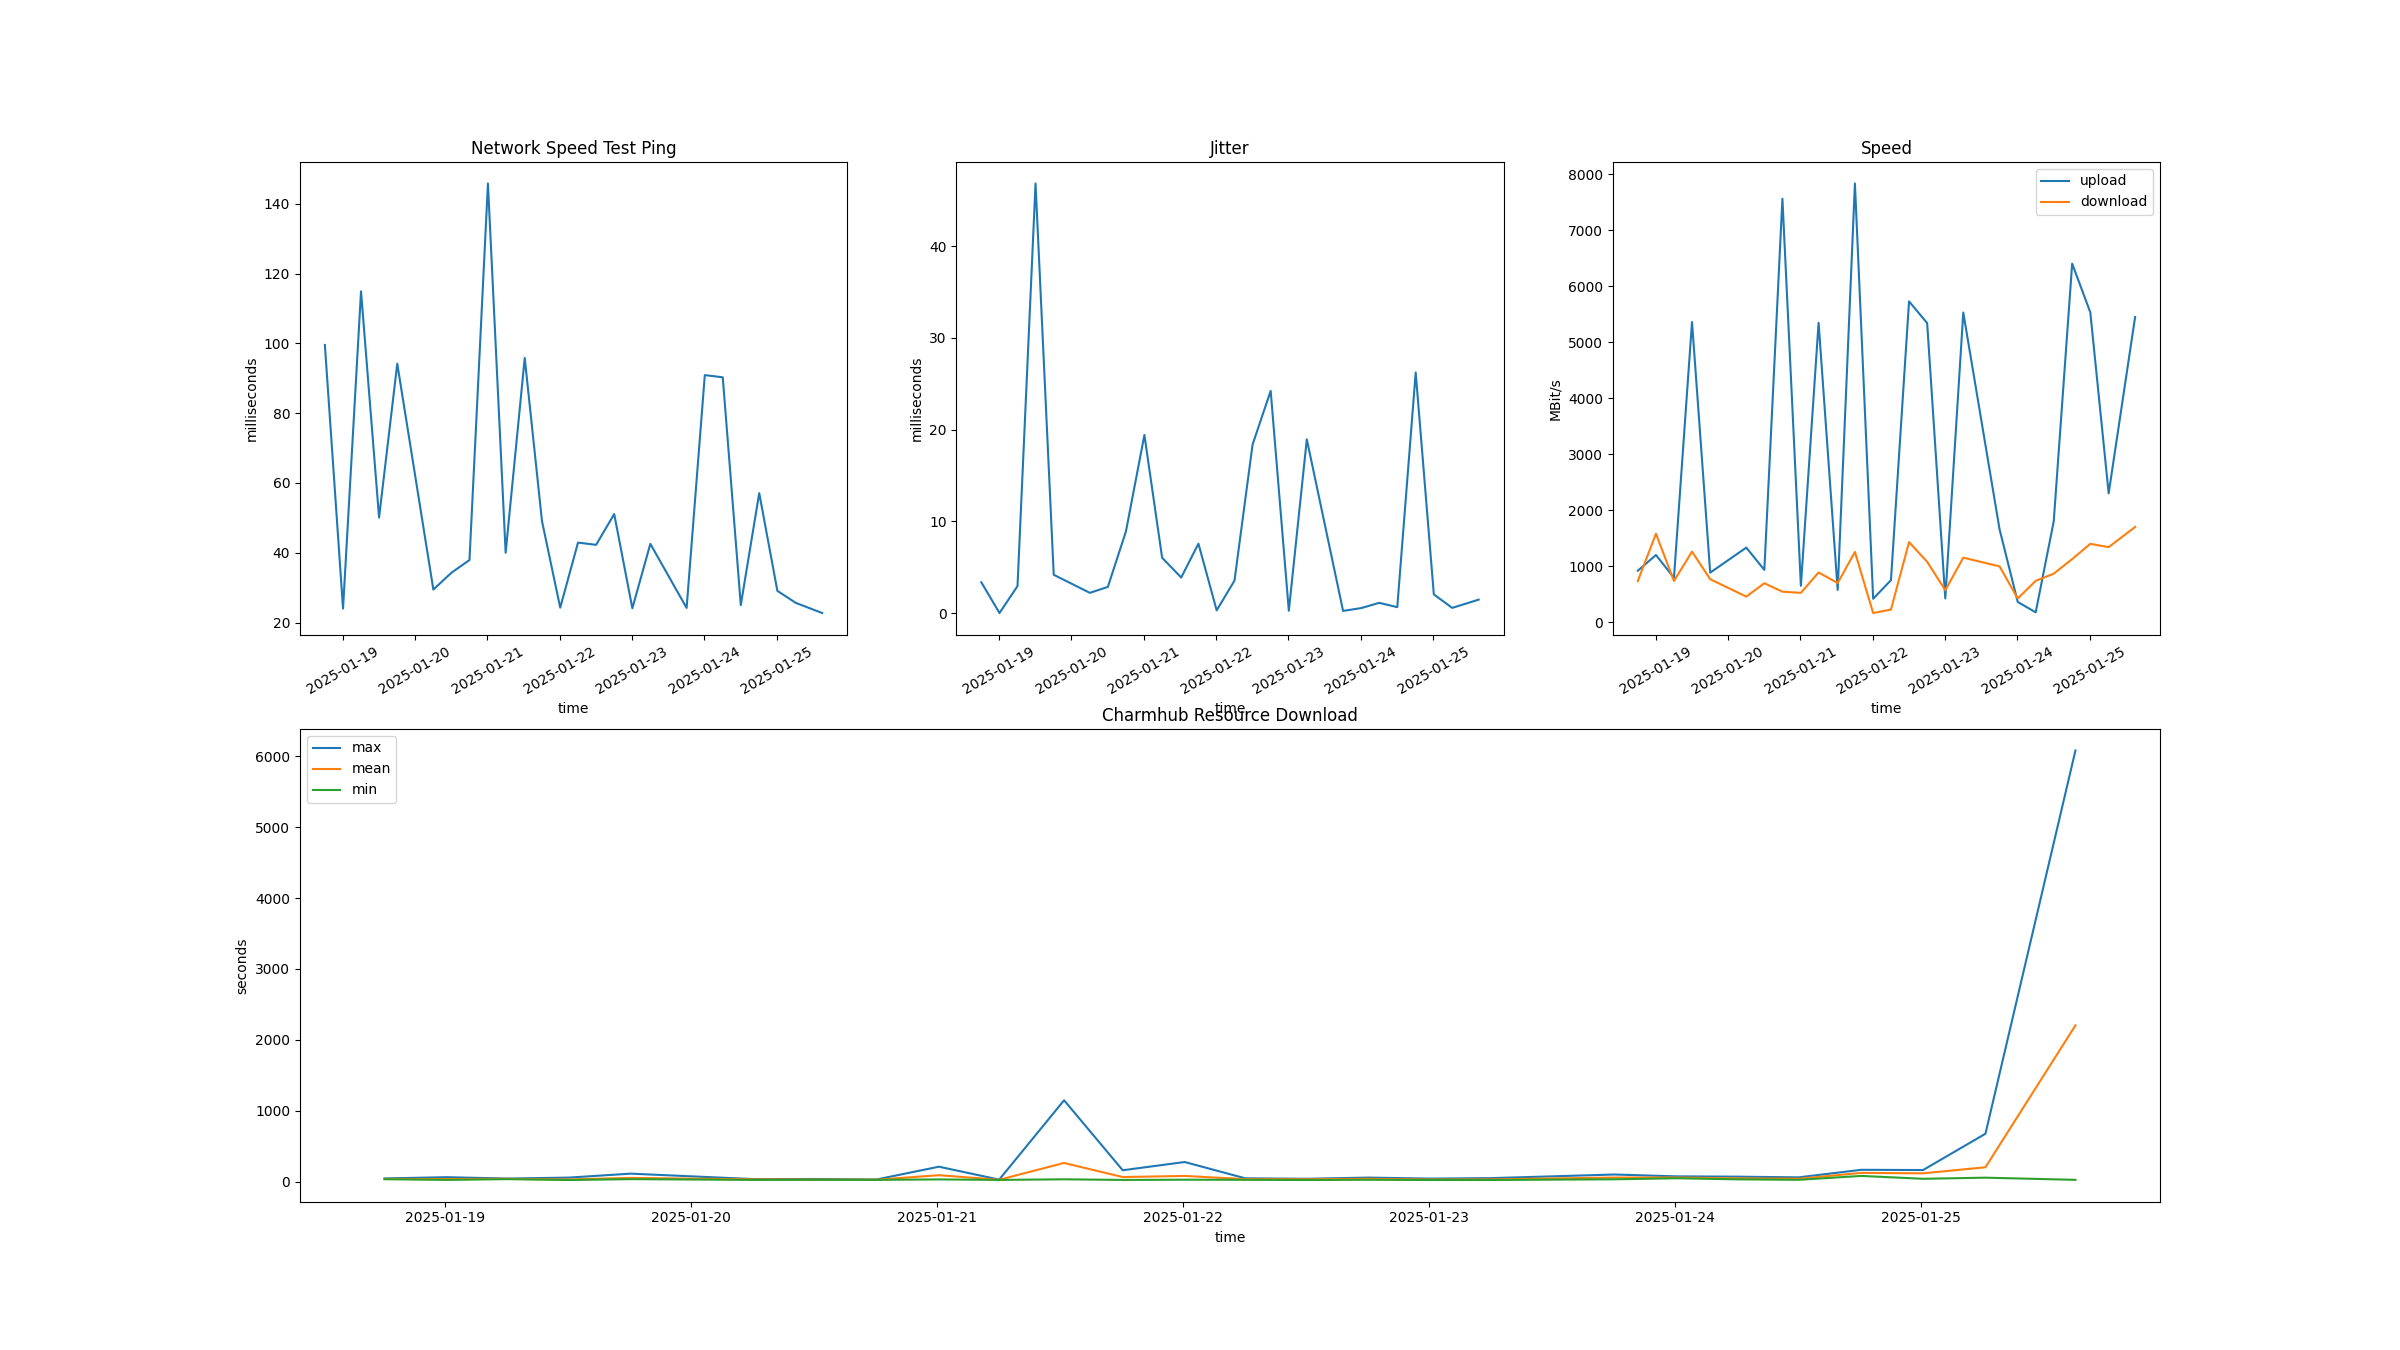 Network Speed Test Ping
milliseconds
140
120
100
80
60
40
20
2025-01-19 2025-01-20 2025-01-21 2025-01-22 2025-01-23 2025-01-24 2025-01-25
time
Jitter
milliseconds
40
30
20
10
0
2025-01-19 2025-01-20 2025-01-21 2025-01-22 2025-01-23 2025-01-24 2025-01-25
time
Speed
MBit/s
8000
7000
6000
5000
4000
3000
2000
1000
0
upload
download
2025-01-19 2025-01-20 2025-01-21 2025-01-22 2025-01-23 2025-01-24 2025-01-25
time
Charmhub Resource Download
seconds
6000
5000
4000
3000
2000
1000
0
max
mean
min
2025-01-19 2025-01-20 2025-01-21 2025-01-22 2025-01-23 2025-01-24 2025-01-25
time